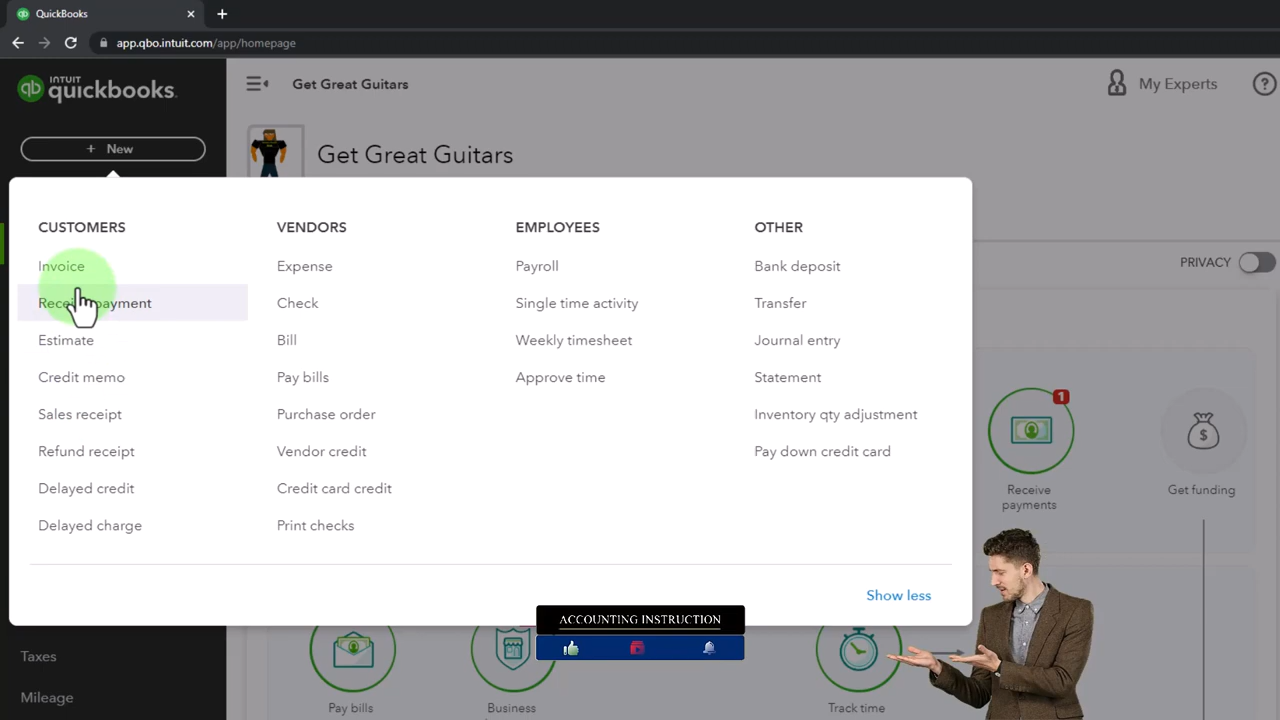 QuickBooks
app.qbo.intuit.com/app/homepage
INTUIT
quickbooks.
Get Great Guitars
My Experts
+ New
Get Great Guitars
PRIVACY
CUSTOMERS
Invoice
Receive payment
Estimate
Credit memo
Sales receipt
Refund receipt
Delayed credit
Delayed charge
VENDORS
Expense
Check
Bill
Pay bills
Purchase order
Vendor credit
Credit card credit
Print checks
EMPLOYEES
Payroll
Single time activity
Weekly timesheet
Approve time
OTHER
Bank deposit
Transfer
Journal entry
Statement
Inventory qty adjustment
Pay down credit card
Show less
1
Receive
payments
Get funding
ACCOUNTING INSTRUCTION
Taxes
Mileage
Pay bills
Business
Track time